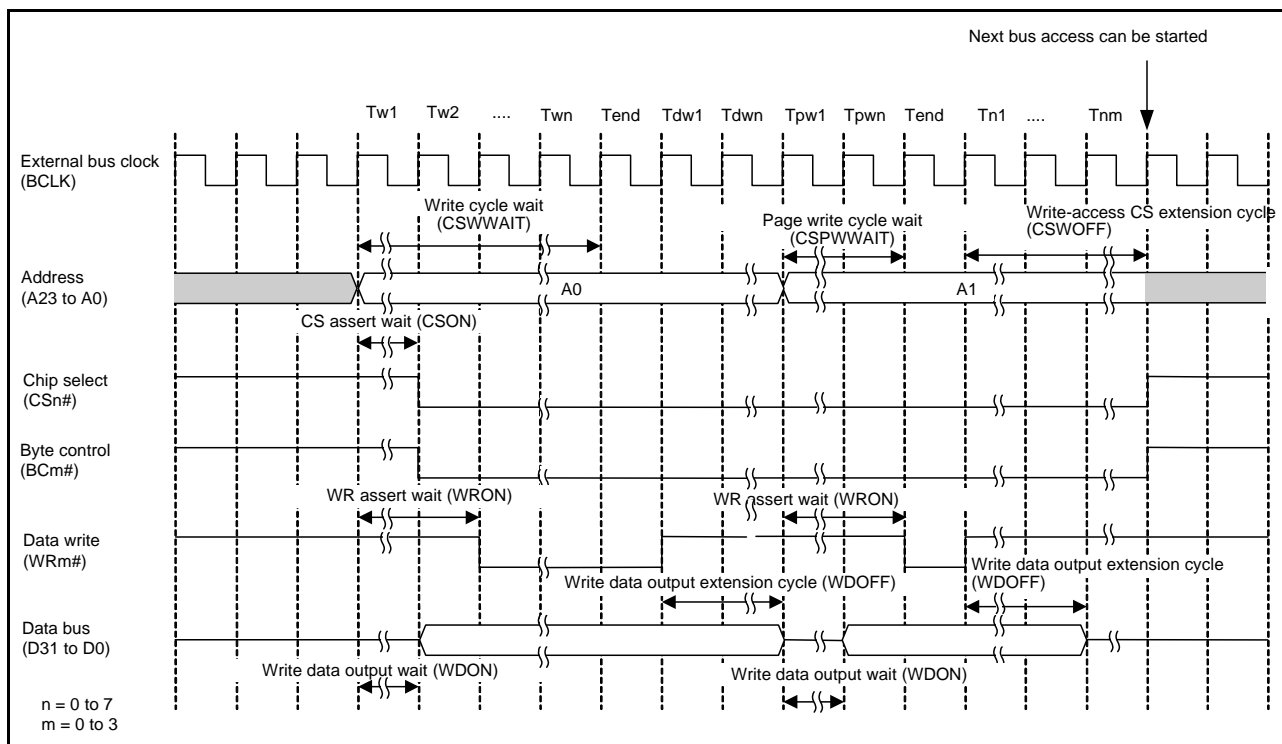 Next bus access can be started
Tw1 Tw2 .... Twn Tend Tdw1 Tdwn Tpw1 Tpwn Tend Tn1 .... Tnm
External bus clock
(BCLK)
Write cycle wait
(CSWWAIT)
Page write cycle wait
(CSPWWAIT)
Write-access CS extension cycle
(CSWOFF)
Address
(A23 to A0)
A0
A1
CS assert wait (CSON)
Chip select
(CSn#)
Byte control
(BCm#)
WR assert wait (WRON)
WR assert wait (WRON)
Data write
(WRm#)
Write data output extension cycle (WDOFF)
Write data output extension cycle
(WDOFF)
Data bus
(D31 to D0)
Write data output wait (WDON)
Write data output wait (WDON)
n = 0 to 7
m = 0 to 3